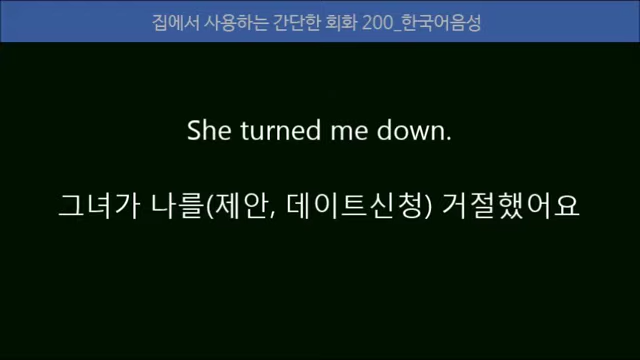 집에서 사용하는 간단한 회화 200_한국어음성
She turned me down.
그녀가 나를(제안, 데이트신청) 거절했어요